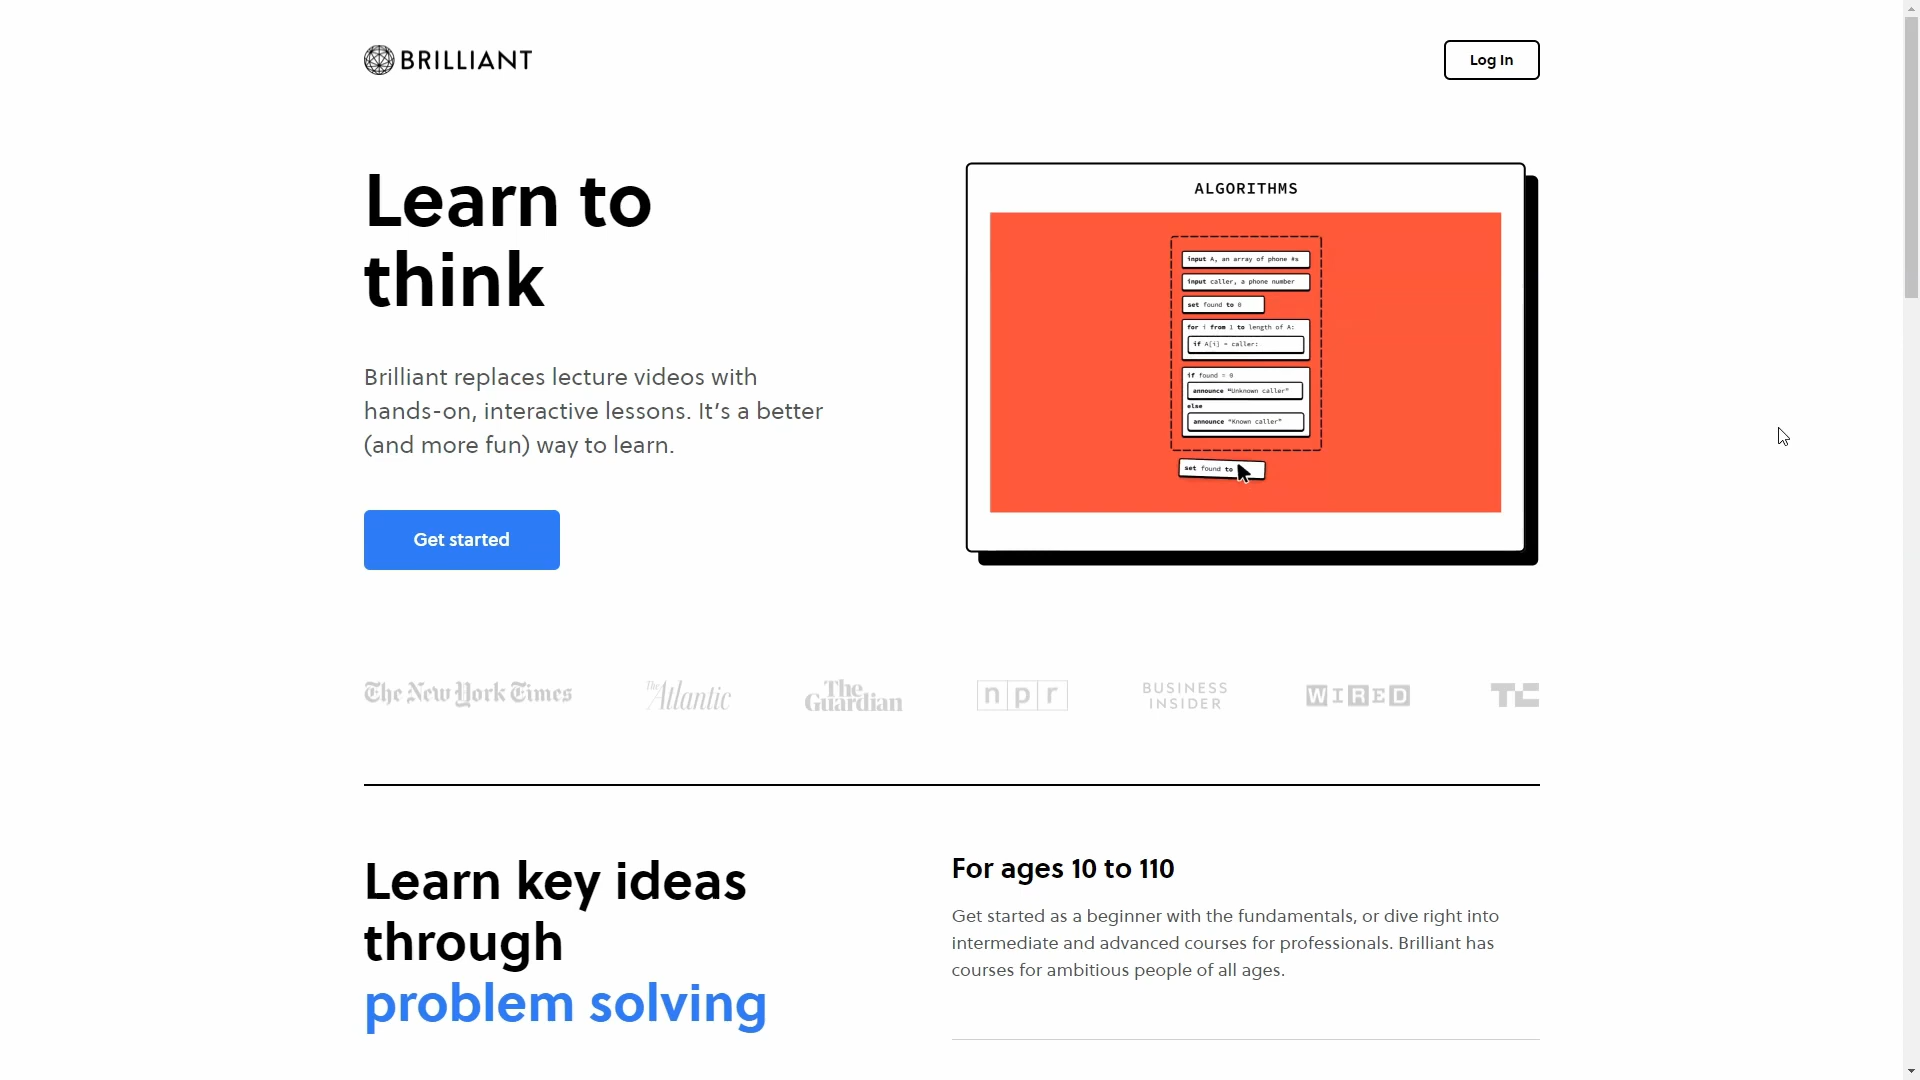 BRILLIANT
Log In
Learn to
think
Brilliant replaces lecture videos with
hands-on, interactive lessons. It’s a better
(and more fun) way to learn.
Get started
ALGORITHMS
input A, an array of phone #s
input caller, a phone number
set found to 0
for i from 1 to length of A:
if A[i] = caller:
if found = 0
announce “Unknown caller”
else
announce “Known caller”
set found to
The New York Times
The Atlantic
The
Guardian
npr
BUSINESS
INSIDER
WIRED
TC
Learn key ideas
through
problem solving
For ages 10 to 110
Get started as a beginner with the fundamentals, or dive right into
intermediate and advanced courses for professionals. Brilliant has
courses for ambitious people of all ages.